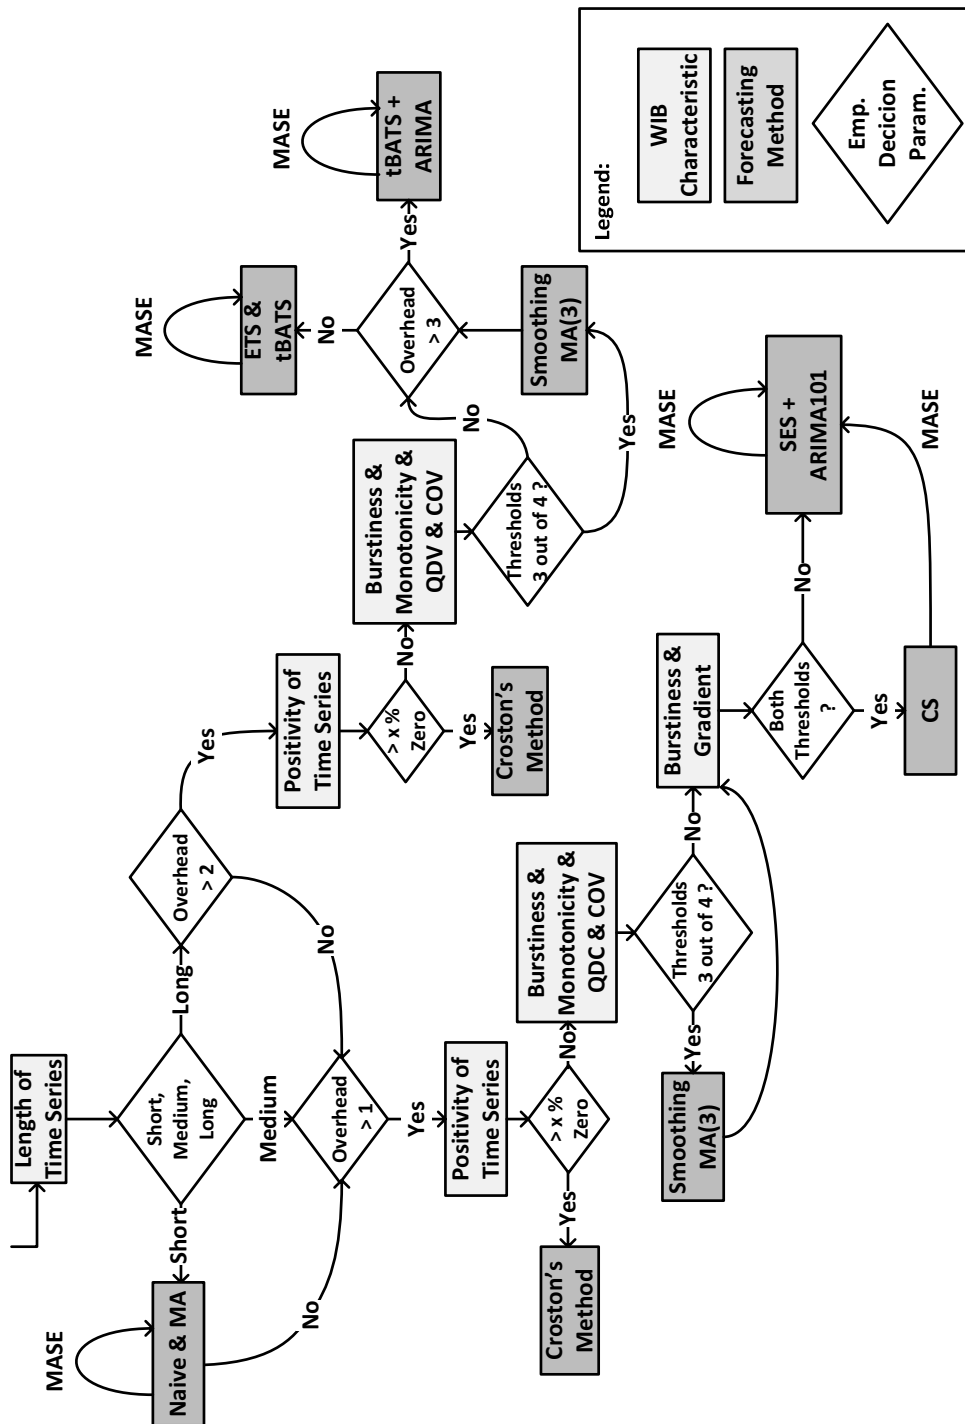 Length of
Time Series
Short,
Medium,
Long
Short
Medium
Long
MASE
Naive & MA
No
Overhead
> 1
Yes
Overhead
> 2
No
Yes
Positivity of
Time Series
> x %
Zero
Yes
Croston's
Method
No
Burstiness &
Monotonicity &
QDC & COV
Thresholds
3 out of 4 ?
Yes
Smoothing
MA(3)
No
Burstiness &
Gradient
Both
Thresholds
?
Yes
CS
No
MASE
SES +
ARIMA101
MASE
Positivity of
Time Series
> x %
Zero
Yes
Croston's
Method
No
Burstiness &
Monotonicity &
QDV & COV
Thresholds
3 out of 4 ?
No
Yes
Smoothing
MA(3)
Overhead
> 3
No
ETS &
tBATS
MASE
Yes
tBATS +
ARIMA
MASE
Legend:
WIB
Characteristic
Forecasting
Method
Emp.
Decicion
Param.